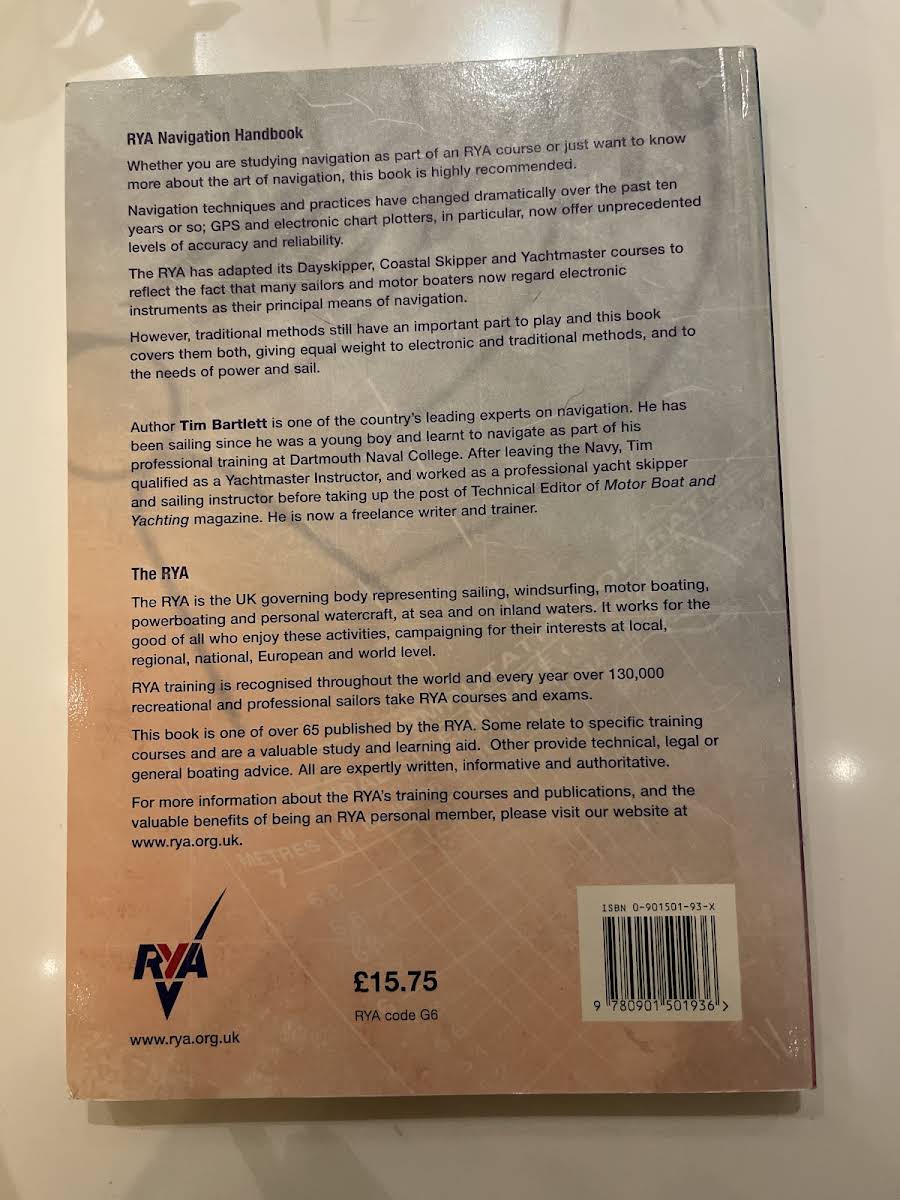 RYA Navigation Handbook
Whether you are studying navigation as part of an RYA course or just want to know
more about the art of navigation, this book is highly recommended.
Navigation techniques and practices have changed dramatically over the past ten
years or so; GPS and electronic chart plotters, in particular, now offer unprecedented
levels of accuracy and reliability.
The RYA has adapted its Dayskipper, Coastal Skipper and Yachtmaster courses to
reflect the fact that many sailors and motor boaters now regard electronic
instruments as their principal means of navigation.
However, traditional methods still have an important part to play and this book
covers them both, giving equal weight to electronic and traditional methods, and to
the needs of power and sail.
Author Tim Bartlett is one of the country's leading experts on navigation. He has
been sailing since he was a young boy and learnt to navigate as part of his
professional training at Dartmouth Naval College. After leaving the Navy, Tim
qualified as a Yachtmaster Instructor, and worked as a professional yacht skipper
and sailing instructor before taking up the post of Technical Editor of Motor Boat and
Yachting magazine. He is now a freelance writer and trainer.
The RYA
The RYA is the UK governing body representing sailing, windsurfing, motor boating,
powerboating and personal watercraft, at sea and on inland waters. It works for the
good of all who enjoy these activities, campaigning for their interests at local,
regional, national, European and world level.
RYA training is recognised throughout the world and every year over 130,000
recreational and professional sailors take RYA courses and exams.
This book is one of over 65 published by the RYA. Some relate to specific training
courses and are a valuable study and learning aid.  Other provide technical, legal or
general boating advice. All are expertly written, informative and authoritative.
For more information about the RYA's training courses and publications, and the
valuable benefits of being an RYA personal member, please visit our website at
www.rya.org.uk.
METRES
7
RYA
www.rya.org.uk
£15.75
RYA code G6
ISBN 0-901501-93-X
9 780901 501936 >